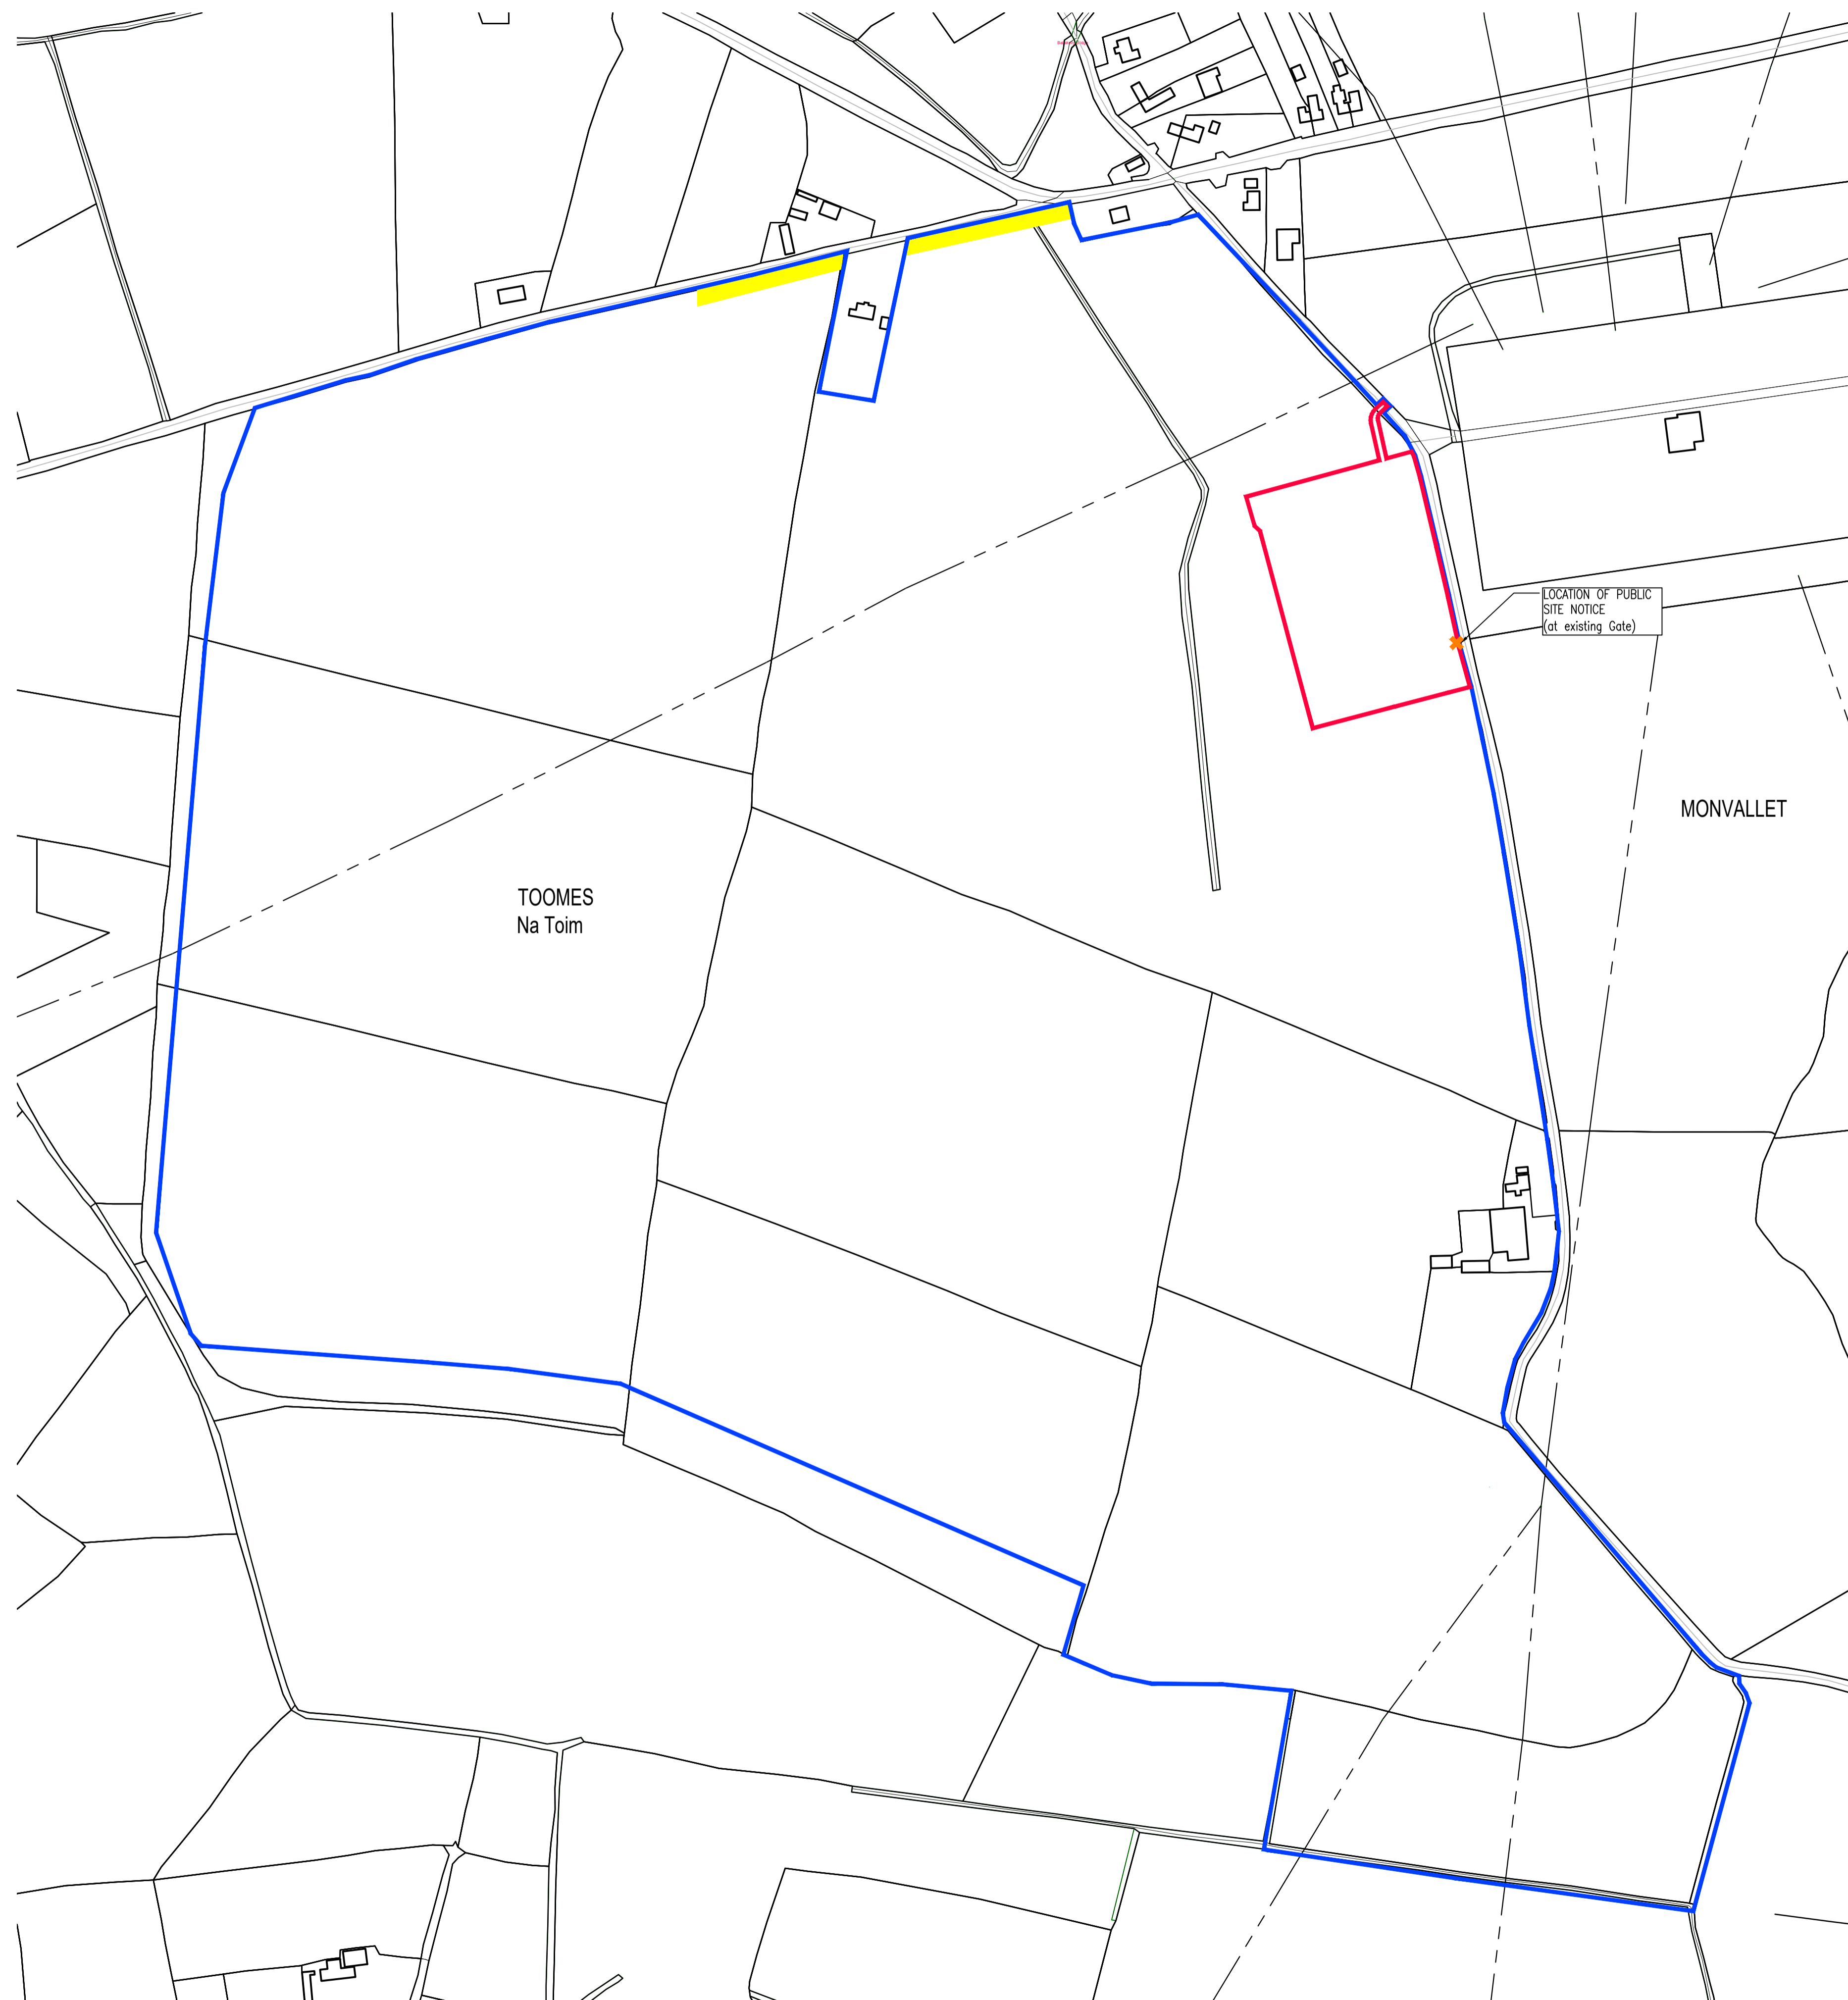 LOCATION OF PUBLIC
SITE NOTICE
(at existing Gate)
MONVALLET
TOOMES
Na Toim